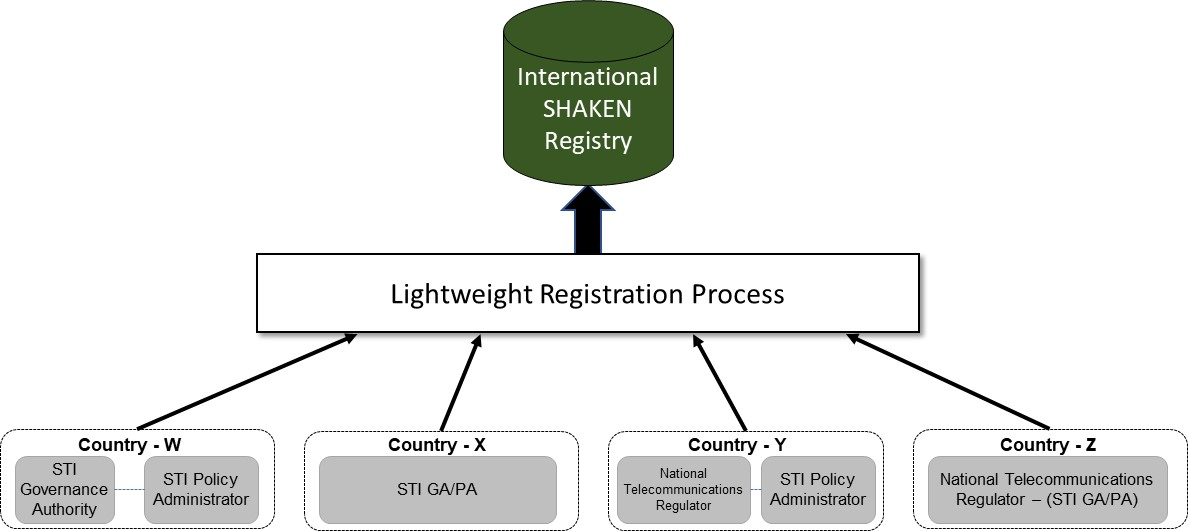 International
SHAKEN
Registry
Lightweight Registration Process
Country - W
STI
Governance
Authority
STI Policy
Administrator
Country - X
STI GA/PA
Country - Y
National
Telecommunications
Regulator
STI Policy
Administrator
Country - Z
National Telecommunications
Regulator – (STI GA/PA)